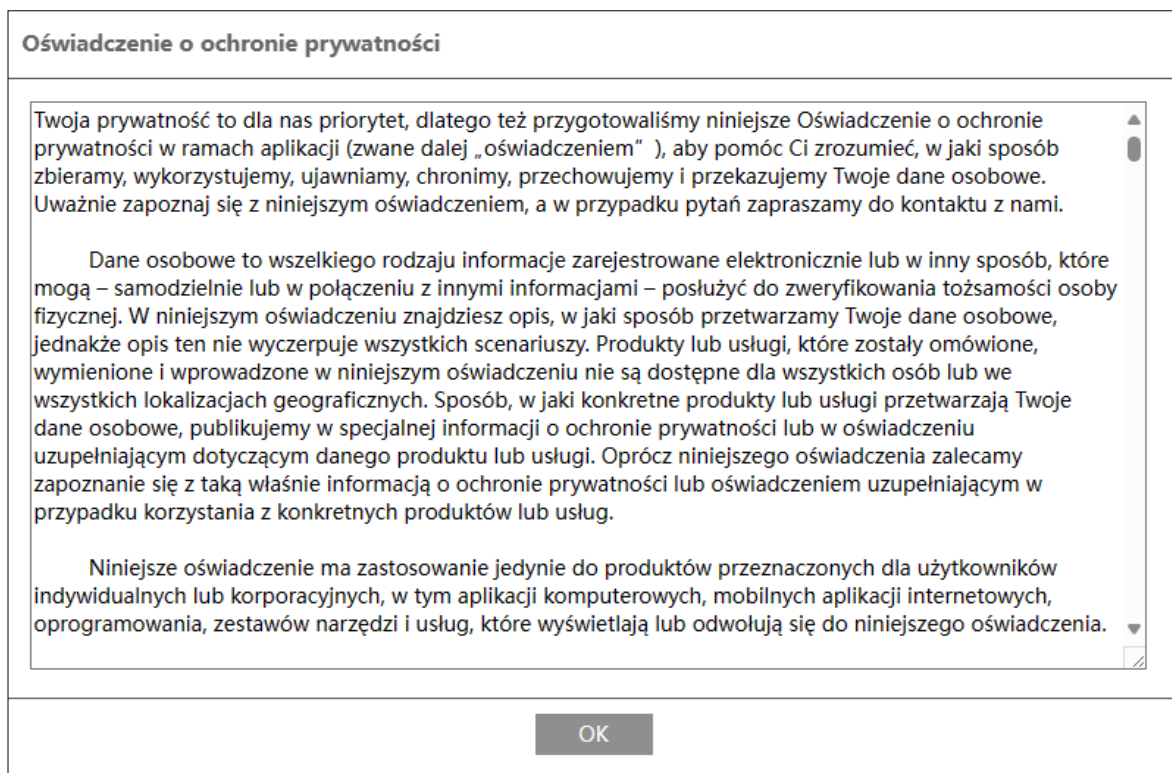 Oświadczenie o ochronie prywatności
Twoja prywatność to dla nas priorytet, dlatego też przygotowaliśmy niniejsze Oświadczenie o ochronie
prywatności w ramach aplikacji (zwane dalej „oświadczeniem” ), aby pomóc Ci zrozumieć, w jaki sposób
zbieramy, wykorzystujemy, ujawniamy, chronimy, przechowujemy i przekazujemy Twoje dane osobowe.
Uważnie zapoznaj się z niniejszym oświadczeniem, a w przypadku pytań zapraszamy do kontaktu z nami.
Dane osobowe to wszelkiego rodzaju informacje zarejestrowane elektronicznie lub w inny sposób, które
mogą – samodzielnie lub w połączeniu z innymi informacjami – posłużyć do zweryfikowania tożsamości osoby
fizycznej. W niniejszym oświadczeniu znajdziesz opis, w jaki sposób przetwarzamy Twoje dane osobowe,
jednakże opis ten nie wyczerpuje wszystkich scenariuszy. Produkty lub usługi, które zostały omówione,
wymienione i wprowadzone w niniejszym oświadczeniu nie są dostępne dla wszystkich osób lub we
wszystkich lokalizacjach geograficznych. Sposób, w jaki konkretne produkty lub usługi przetwarzają Twoje
dane osobowe, publikujemy w specjalnej informacji o ochronie prywatności lub w oświadczeniu
uzupełniającym dotyczącym danego produktu lub usługi. Oprócz niniejszego oświadczenia zalecamy
zapoznanie się z taką właśnie informacją o ochronie prywatności lub oświadczeniem uzupełniającym w
przypadku korzystania z konkretnych produktów lub usług.
Niniejsze oświadczenie ma zastosowanie jedynie do produktów przeznaczonych dla użytkowników
indywidualnych lub korporacyjnych, w tym aplikacji komputerowych, mobilnych aplikacji internetowych,
oprogramowania, zestawów narzędzi i usług, które wyświetlają lub odwołują się do niniejszego oświadczenia.
OK